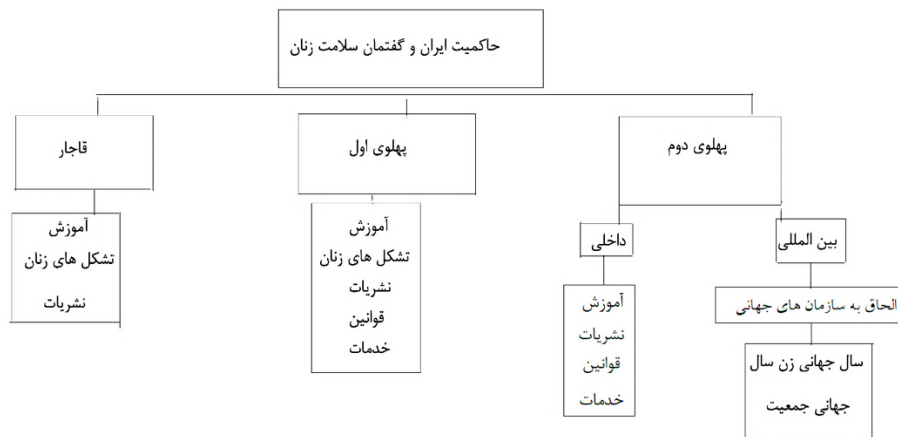 حاکمیت ایران و گفتمان سلامت زنان
پهلوی دوم
پهلوی اول
قاجار
بین المللی
داخلی
الحاق به سازمان های جهانی
سال جهانی زن سال
جهانی جمعیت
آموزش
نشریات
قوانین
خدمات
آموزش
تشکل های زنان
نشریات
قوانین
خدمات
آموزش
تشکل های زنان
نشریات